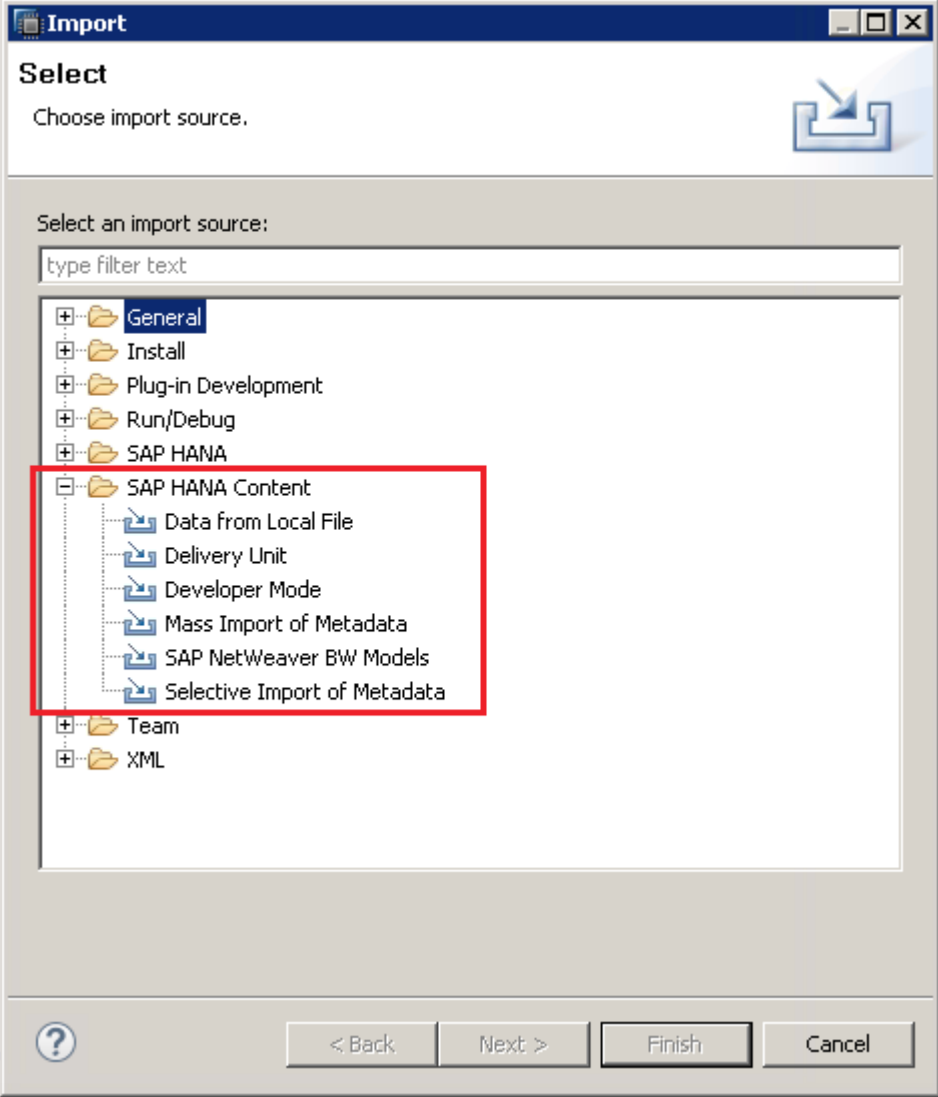 Import
Select
Choose import source.
Select an import source:
type filter text
General
Install
Plug-in Development
Run/Debug
SAP HANA
SAP HANA Content
Data from Local File
Delivery Unit
Developer Mode
Mass Import of Metadata
SAP NetWeaver BW Models
Selective Import of Metadata
Team
XML
? < Back Next > Finish Cancel